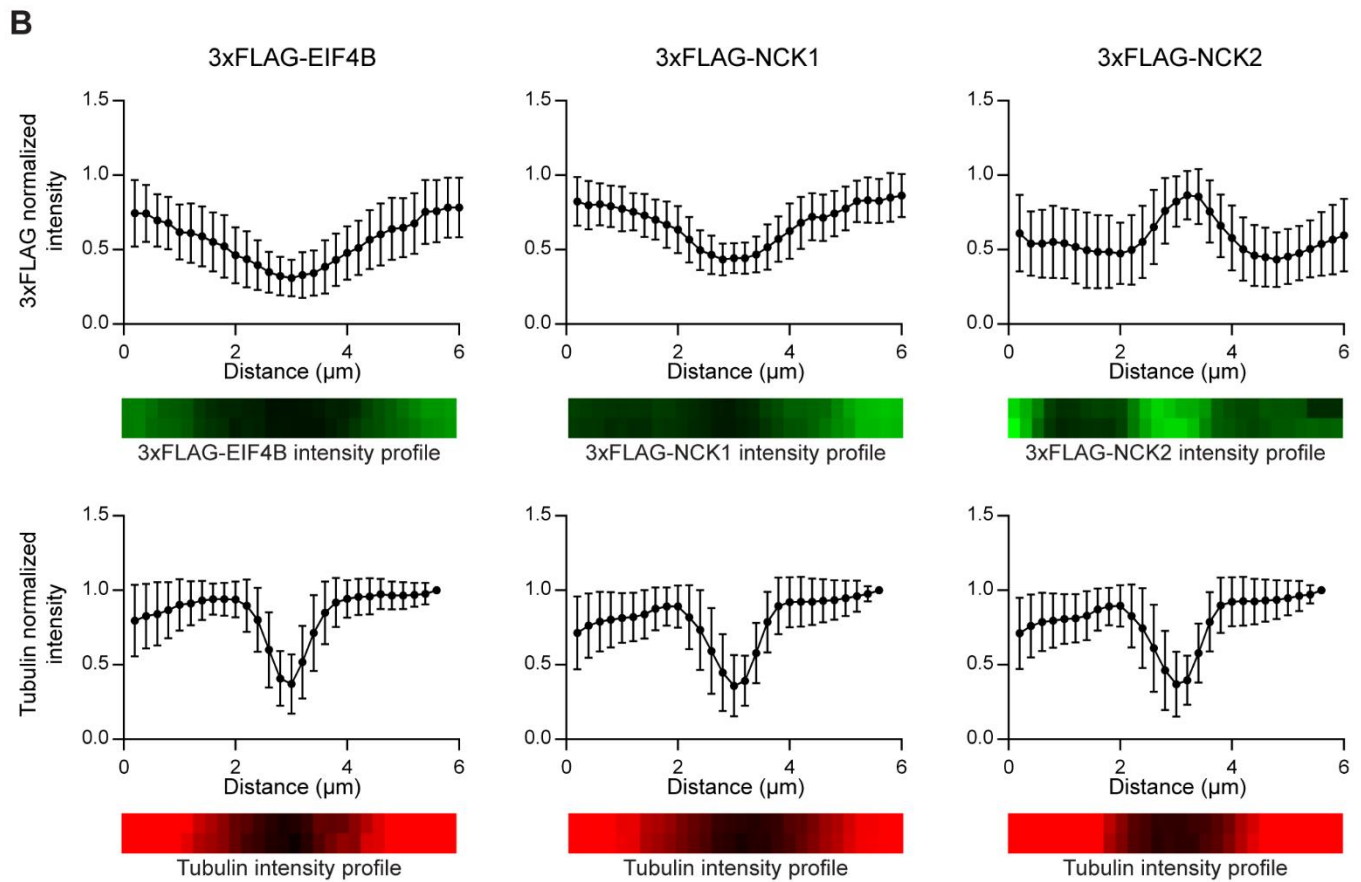 B
3xFLAG-EIF4B
3xFLAG-NCK1
3xFLAG-NCK2
3xFLAG normalized
intensity
1.5
1.0
0.5
0.0
0
2
4
6
Distance (µm)
1.5
1.0
0.5
0.0
0
2
4
6
Distance (µm)
1.5
1.0
0.5
0.0
0
2
4
6
Distance (µm)
3xFLAG-EIF4B intensity profile
3xFLAG-NCK1 intensity profile
3xFLAG-NCK2 intensity profile
Tubulin normalized
intensity
1.5
1.0
0.5
0.0
0
2
4
6
Distance (µm)
1.5
1.0
0.5
0.0
0
2
4
6
Distance (µm)
1.5
1.0
0.5
0.0
0
2
4
6
Distance (µm)
Tubulin intensity profile
Tubulin intensity profile
Tubulin intensity profile